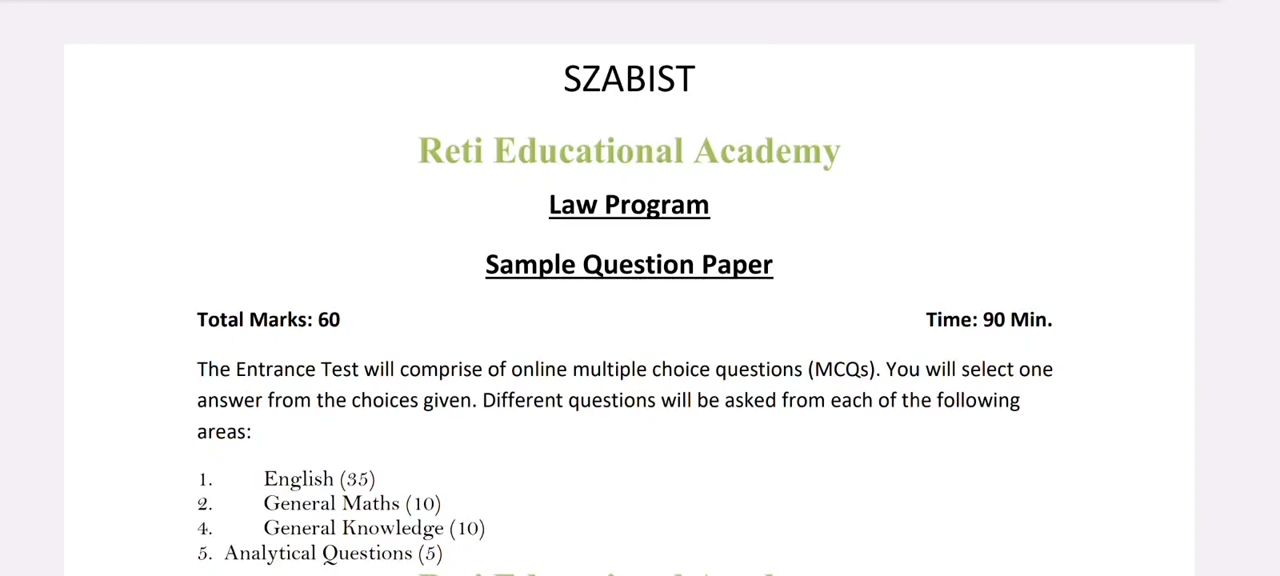 SZABIST
Reti Educational Academy
Law Program
Sample Question Paper
Total Marks: 60 Time: 90 Min.
The Entrance Test will comprise of online multiple choice questions (MCQs). You will select one
answer from the choices given. Different questions will be asked from each of the following
areas:
1. English (35)
2. General Maths (10)
4. General Knowledge (10)
5. Analytical Questions (5)